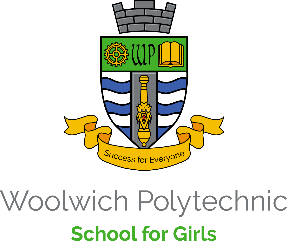 WP
Success for Everyone
Woolwich Polytechnic
School for Girls